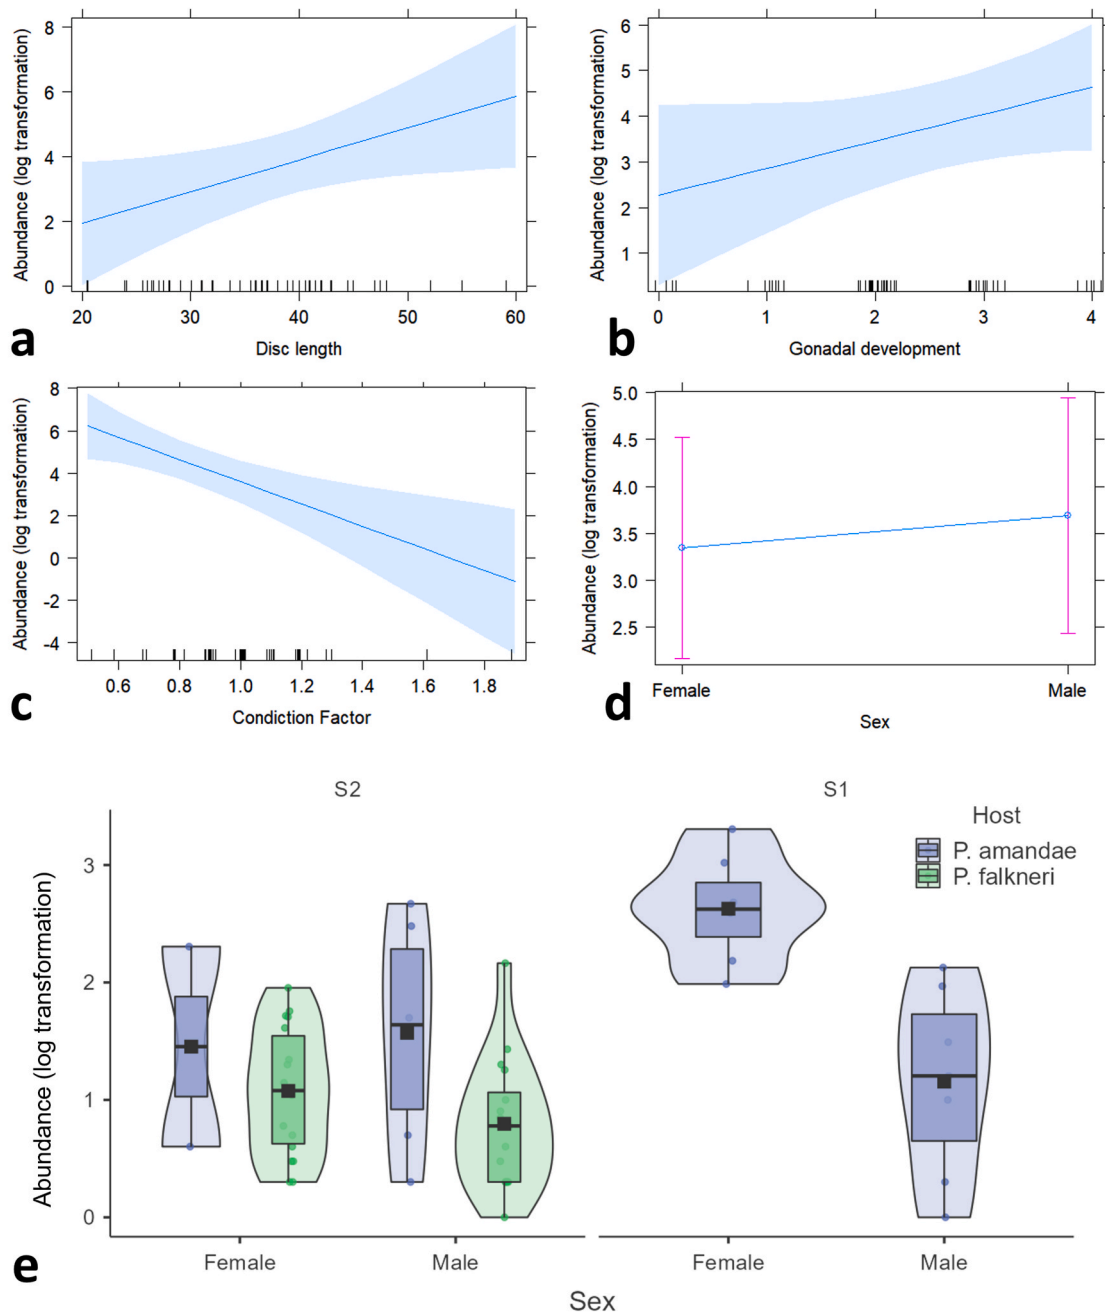 Abundance (log transformation)
8
6
4
2
0
20
30
40
50
60
Disc length
a
Abundance (log transformation)
6
5
4
3
2
1
0
1
2
3
4
Gonadal development
b
Abundance (log transformation)
8
6
4
2
0
-2
-4
0.6
0.8
1.0
1.2
1.4
1.6
1.8
Condiction Factor
c
Abundance (log transformation)
5.0
4.5
4.0
3.5
3.0
2.5
Female
Male
Sex
d
S2
S1
Host
P. amandae
P. falkneri
Abundance (log transformation)
3
2
1
0
Female
Male
Female
Male
Sex
e